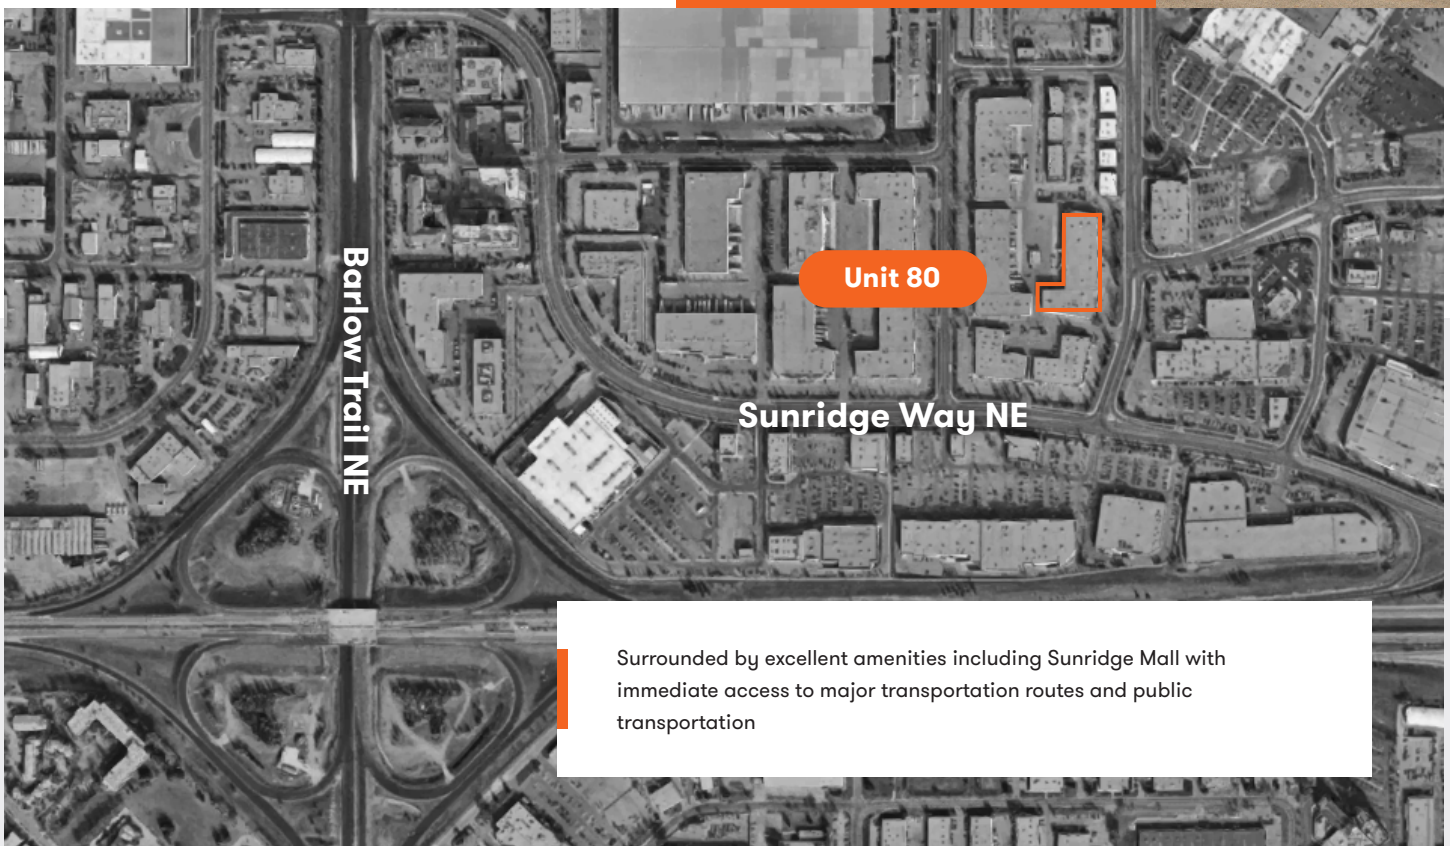 Barlow Trail NE
Unit 80
Sunridge Way NE
Surrounded by excellent amenities including Sunridge Mall with
immediate access to major transportation routes and public
transportation